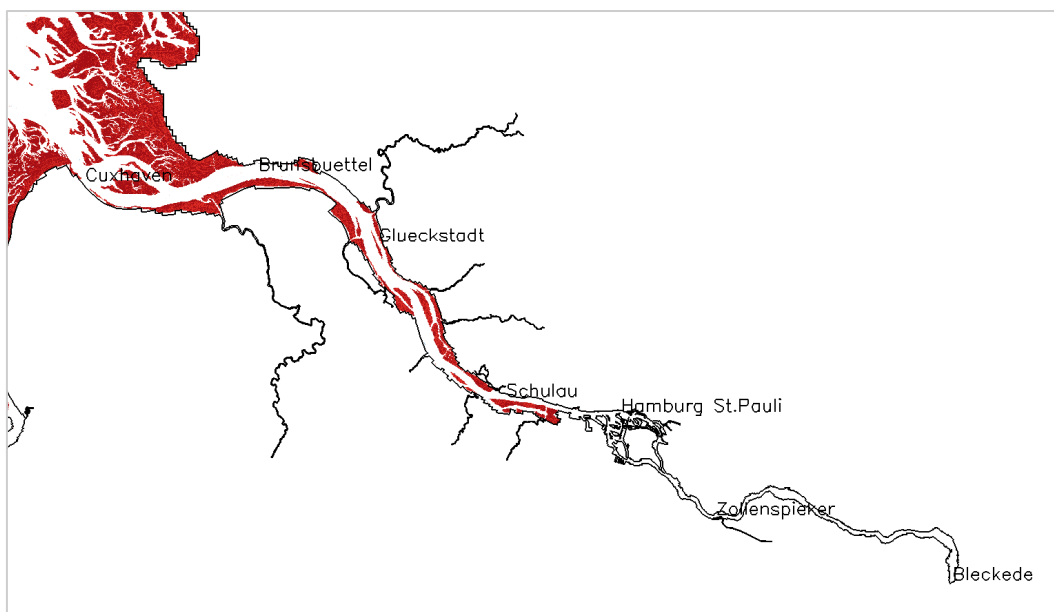 Brunsbuettel
Cuxhaven
Glueckstadt
Schulau
Hamburg St.Pauli
Zollenspieker
Bleckede